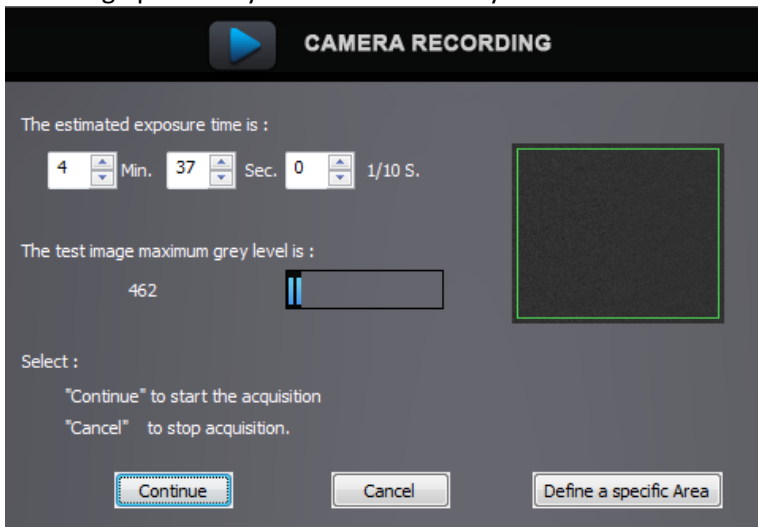 CAMERA RECORDING
The estimated exposure time is :
4 Min. 37 Sec. 0 1/10 S.
The test image maximum grey level is :
462
Select :
"Continue" to start the acquisition
"Cancel" to stop acquisition.
Continue Cancel Define a specific Area